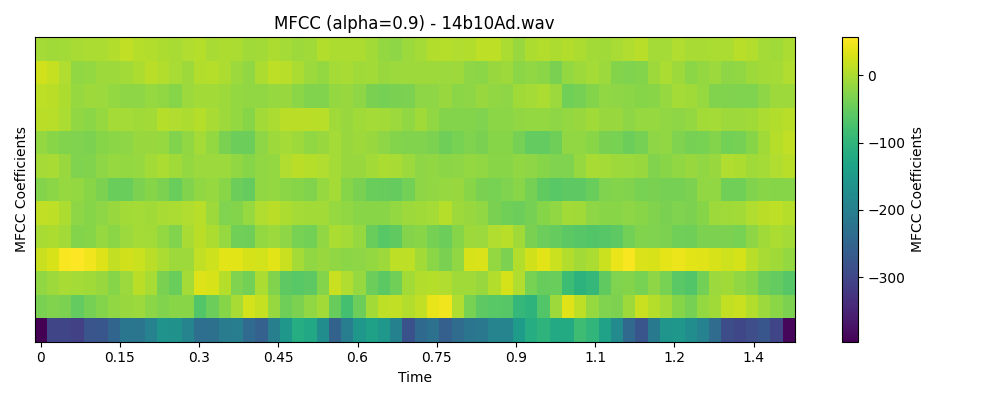 MFCC (alpha=0.9) - 14b10Ad.wav
MFCC Coefficients
0 0.15 0.3 0.45 0.6 0.75 0.9 1.1 1.2 1.4
Time
0
−100
−200
−300
MFCC Coefficients